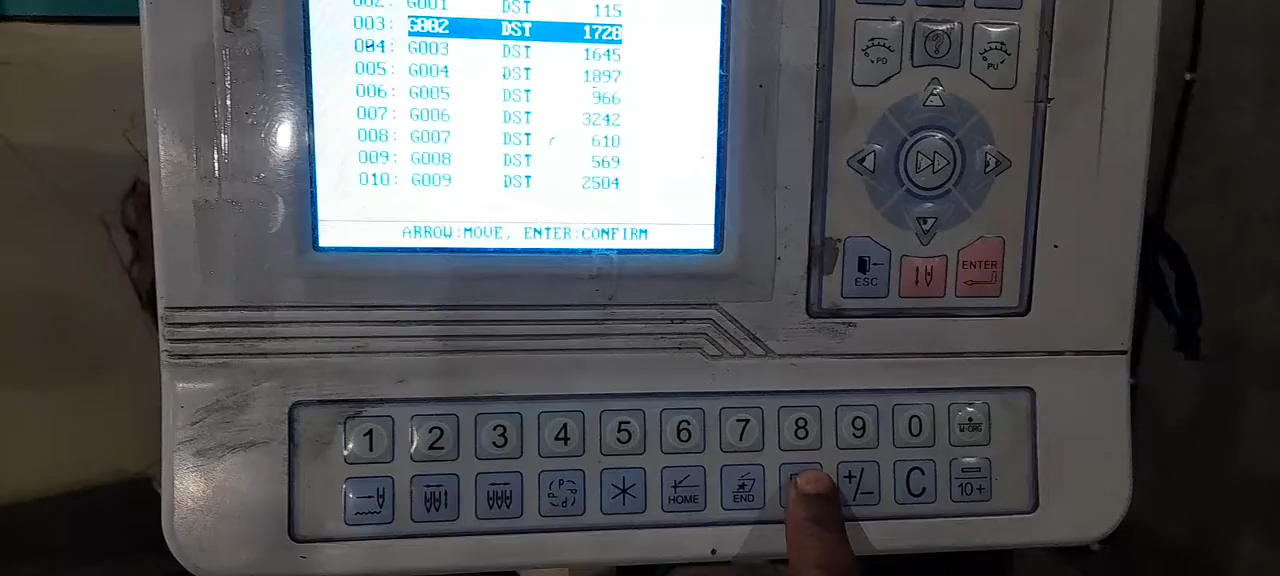 002: G001 DST 115
003: G002 DST 1728
004: G003 DST 1645
005: G004 DST 1897
006: G005 DST 966
007: G006 DST 3242
008: G007 DST 610
009: G008 DST 569
010: G009 DST 2504
ARROW:MOVE, ENTER:CONFIRM
PD ? PU
ESC ENTER
1 2 3 4 5 6 7 8 9 0 M-ORG
HOME END +/- C 10+